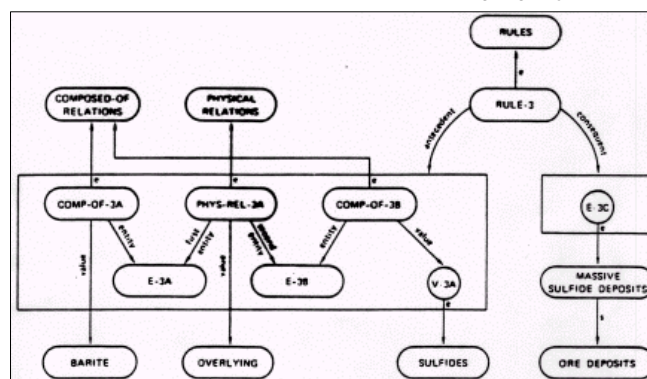 RULES
e
COMPOSED-OF
RELATIONS
PHYSICAL
RELATIONS
RULE-3
antecedent
consequent
e
e
e
COMP-OF-3A
PHYS-REL-3A
COMP-OF-3B
E-3C
entity
first
entity
second
entity
entity
value
e
value
value
E-3A
E-3B
V-3A
MASSIVE
SULFIDE DEPOSITS
e
s
BARITE
OVERLYING
SULFIDES
ORE DEPOSITS